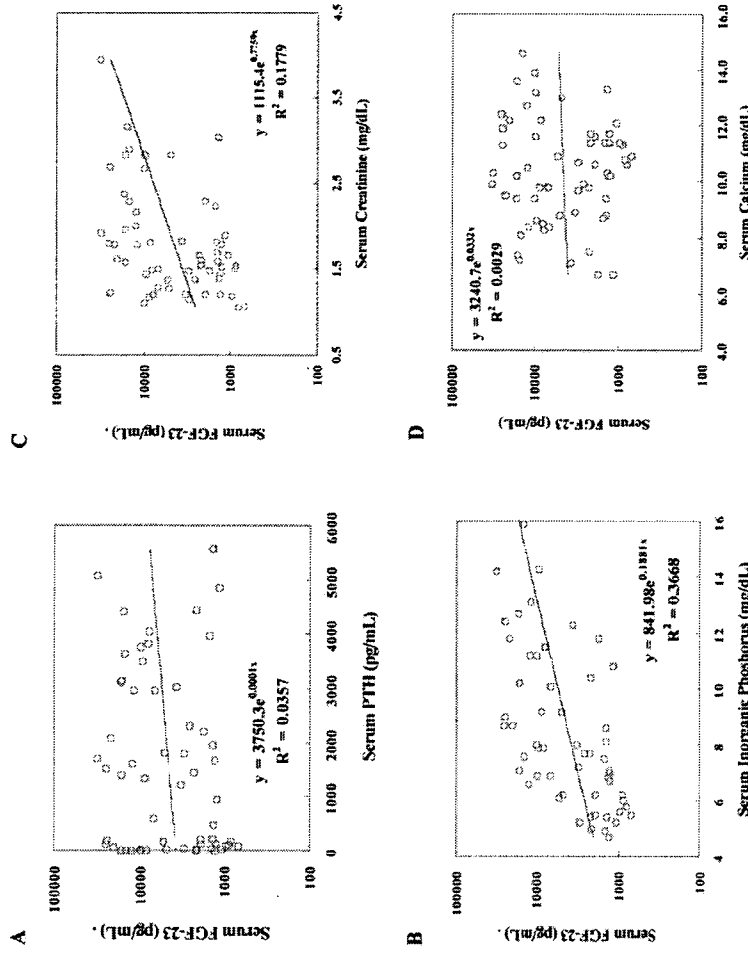 A
100000
10000
1000
100
Serum FGF-23 (pg/mL) .
0
1000
2000
3000
4000
5000
6000
Serum PTH (pg/mL)
y = 3750.3e^0.0001x
R² = 0.0357
B
100000
10000
1000
100
Serum FGF-23 (pg/mL) .
4
6
8
10
12
14
16
Serum Inorganic Phoshorus (mg/dL)
y = 841.98e^0.1881x
R² = 0.3668
C
100000
10000
1000
100
Serum FGF-23 (pg/mL) .
0.5
1.5
2.5
3.5
4.5
Serum Creatinine (mg/dL)
y = 1115.4e^0.7759x
R² = 0.1779
D
100000
10000
1000
100
Serum FGF-23 (pg/mL)
4.0
6.0
8.0
10.0
12.0
14.0
16.0
Serum Calcium (mg/dL)
y = 3240.7e^0.0332x
R² = 0.0029